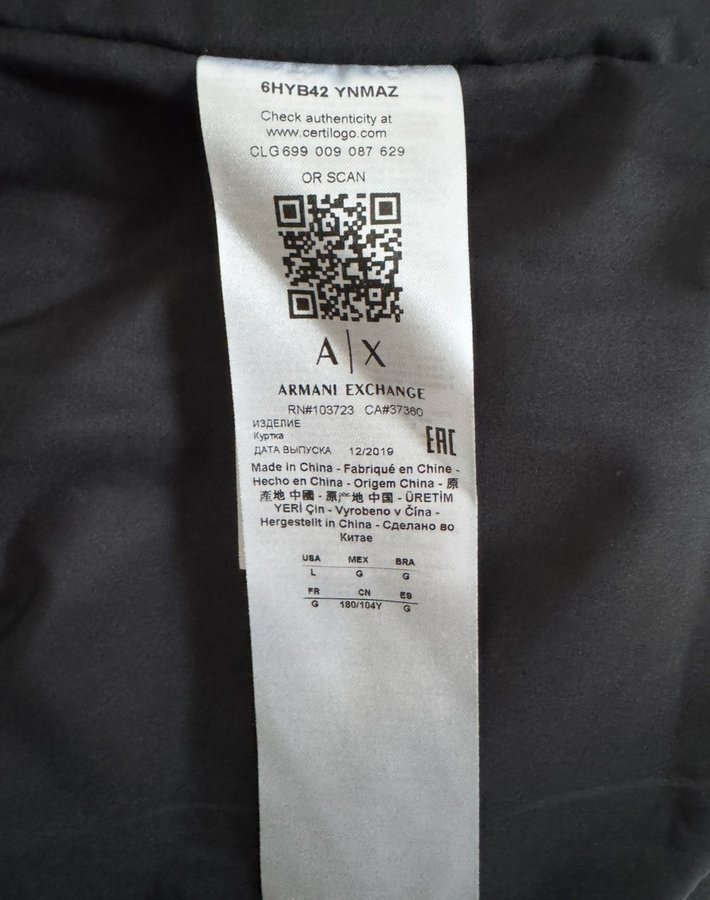 6HYB42 YNMAZ
Check authenticity at
www.certilogo.com
CLG 699 009 087 629
OR SCAN
A|X
ARMANI EXCHANGE
RN#103723 CA#37360
ИЗДЕЛИЕ
Куртка
ДАТА ВЫПУСКА 12/2019
EAC
Made in China - Fabriqué en Chine -
Hecho en China - Origem China - 原
產地 中國 - 原产地 中国 - ÜRETİM
YERİ Çin - Vyrobeno v Čína -
Hergestellt in China - Сделано во
Китае
USA MEX BRA
L G G
FR CN ES
G 180/104Y G